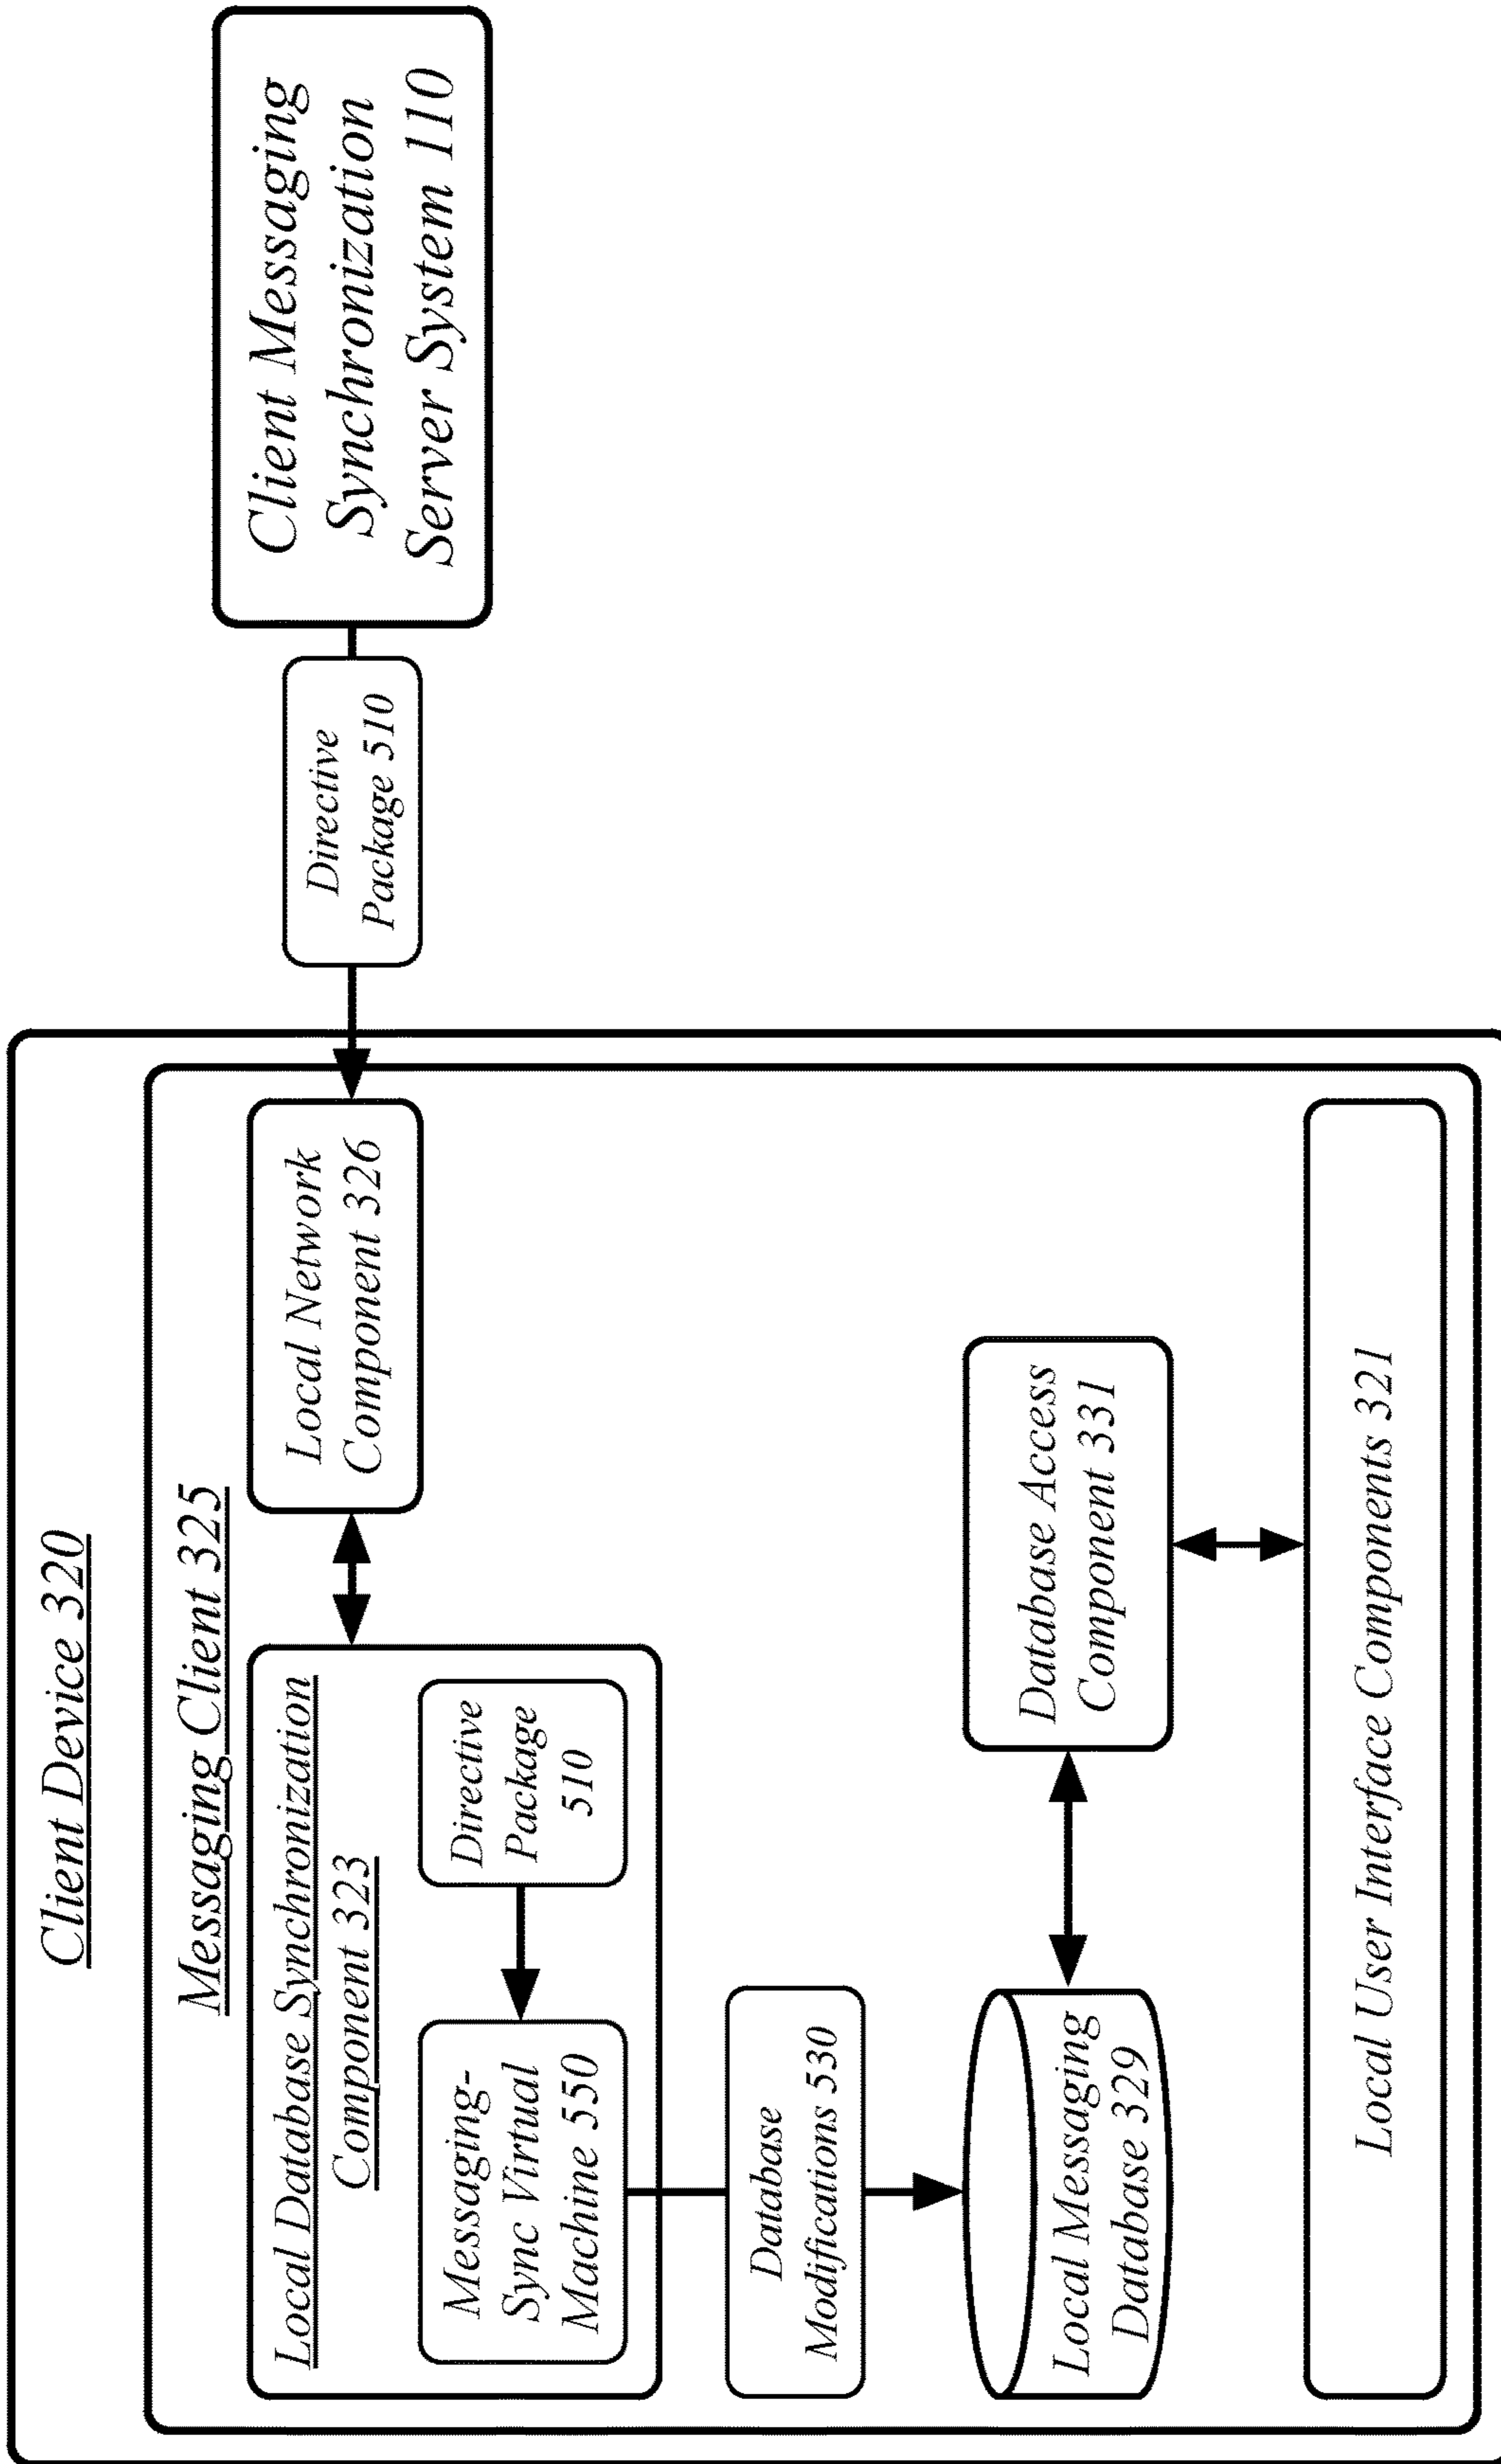 Client Device 320
Messaging Client 325
Local Database Synchronization
Component 323
Directive
Package
510
Messaging-
Sync Virtual
Machine 550
Local Network
Component 326
Directive
Package 510
Client Messaging
Synchronization
Server System 110
Database
Modifications 530
Local Messaging
Database 329
Database Access
Component 331
Local User Interface Components 321